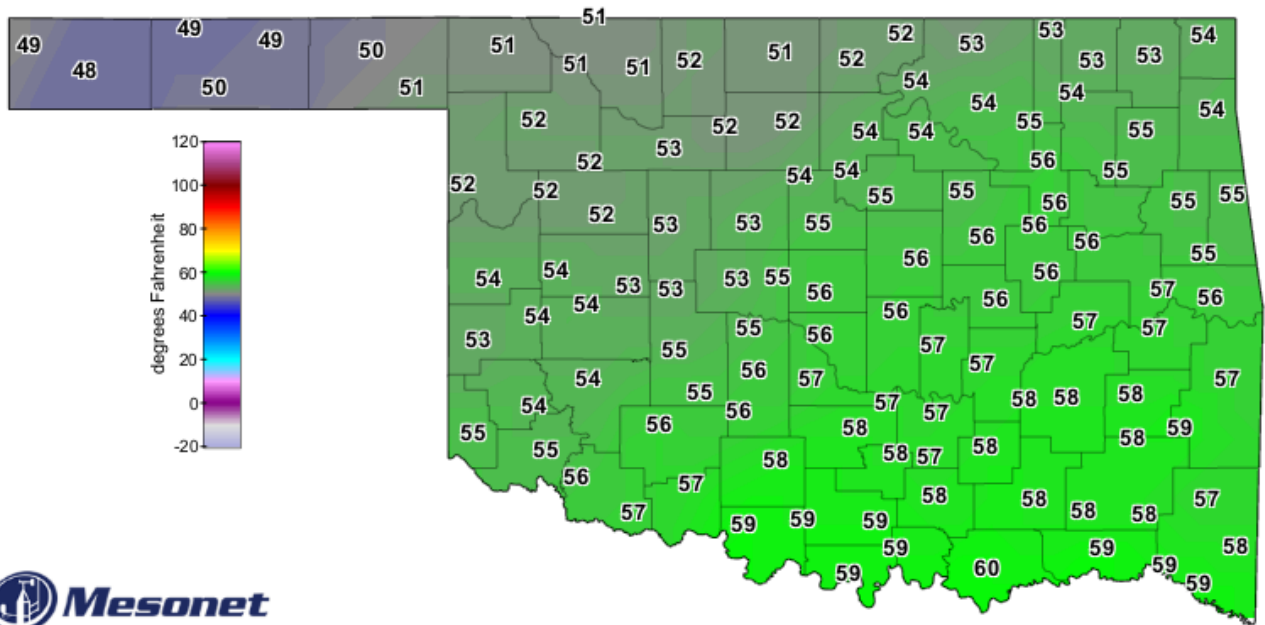 51
49 49 49 50 51 51 51 52 51 52 52 53 53 53 53 54
48 50 51 54 54 54 54
52 52 52 53 54 54 55 55
52 52 54 54 56 55
52 52 53 53 55 55 55 56 56 55 55
54 54 53 53 53 55 56 56 56 56 56 55
54 54 56 56 57 57 56
53 55 55 56 57 57 57
54 55 56 57 58 58 58 57
54 56 56 57 57 59
55 55 58 58 57 58 58
56 57 58 58 58 58 57
57 59 59 59 59 59 58
59 60 59 59
120
100
80
60
40
20
0
-20
degrees Fahrenheit
Mesonet